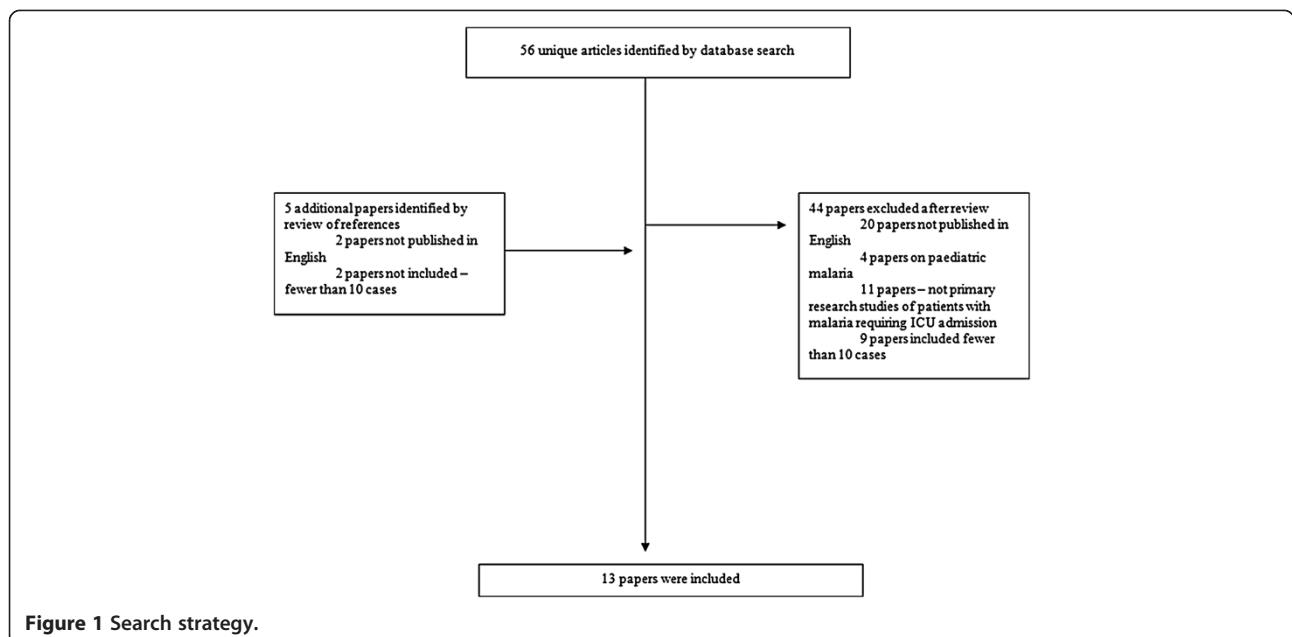 56 unique articles identified by database search
5 additional papers identified by
review of references
2 papers not published in
English
2 papers not included –
fewer than 10 cases
44 papers excluded after review
20 papers not published in
English
4 papers on paediatric
malaria
11 papers – not primary
research studies of patients with
malaria requiring ICU admission
9 papers included fewer
than 10 cases
13 papers were included
Figure 1 Search strategy.